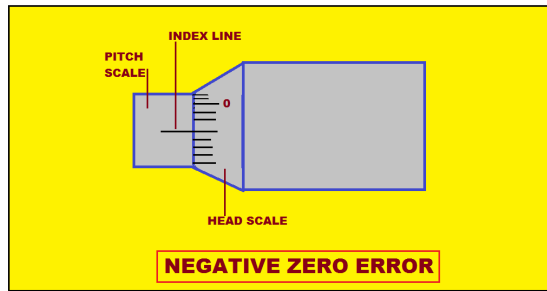 INDEX LINE
PITCH
SCALE
0
HEAD SCALE
NEGATIVE ZERO ERROR